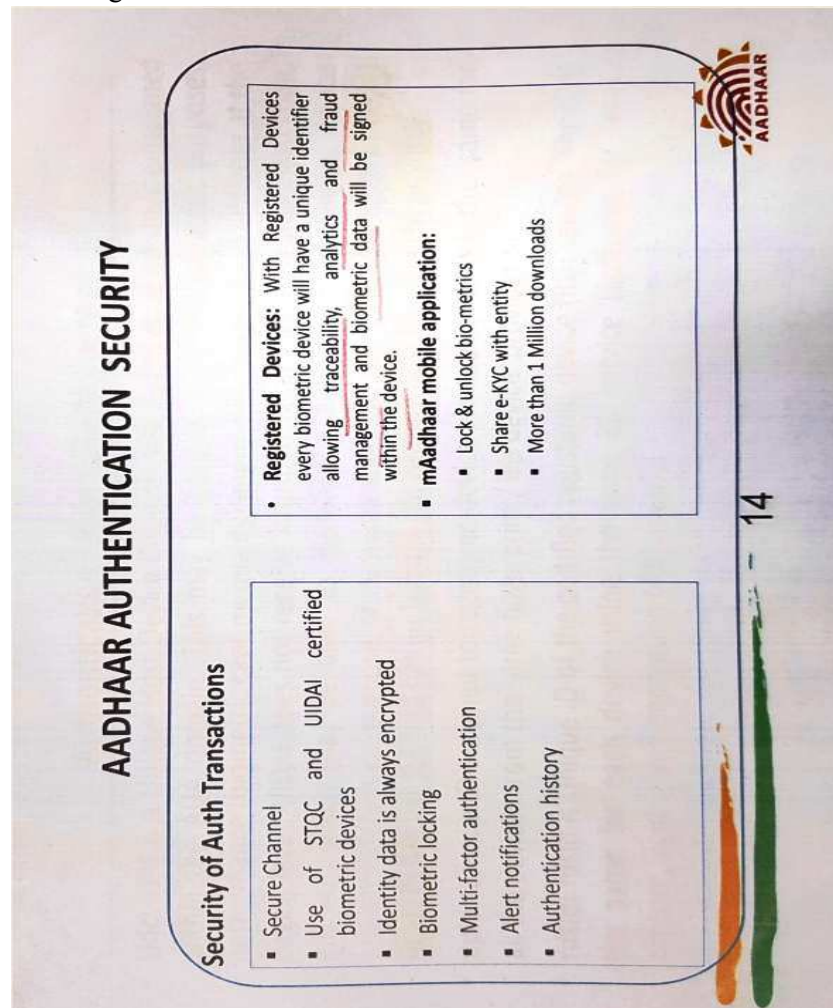 AADHAAR AUTHENTICATION SECURITY
Security of Auth Transactions
▪ Secure Channel
▪ Use of STQC and UIDAI certified
biometric devices
▪ Identity data is always encrypted
▪ Biometric locking
▪ Multi-factor authentication
▪ Alert notifications
▪ Authentication history
• Registered Devices: With Registered Devices
every biometric device will have a unique identifier
allowing traceability, analytics and fraud
management and biometric data will be signed
within the device.
▪ mAadhaar mobile application:
▪ Lock & unlock bio-metrics
▪ Share e-KYC with entity
▪ More than 1 Million downloads
14
AADHAAR